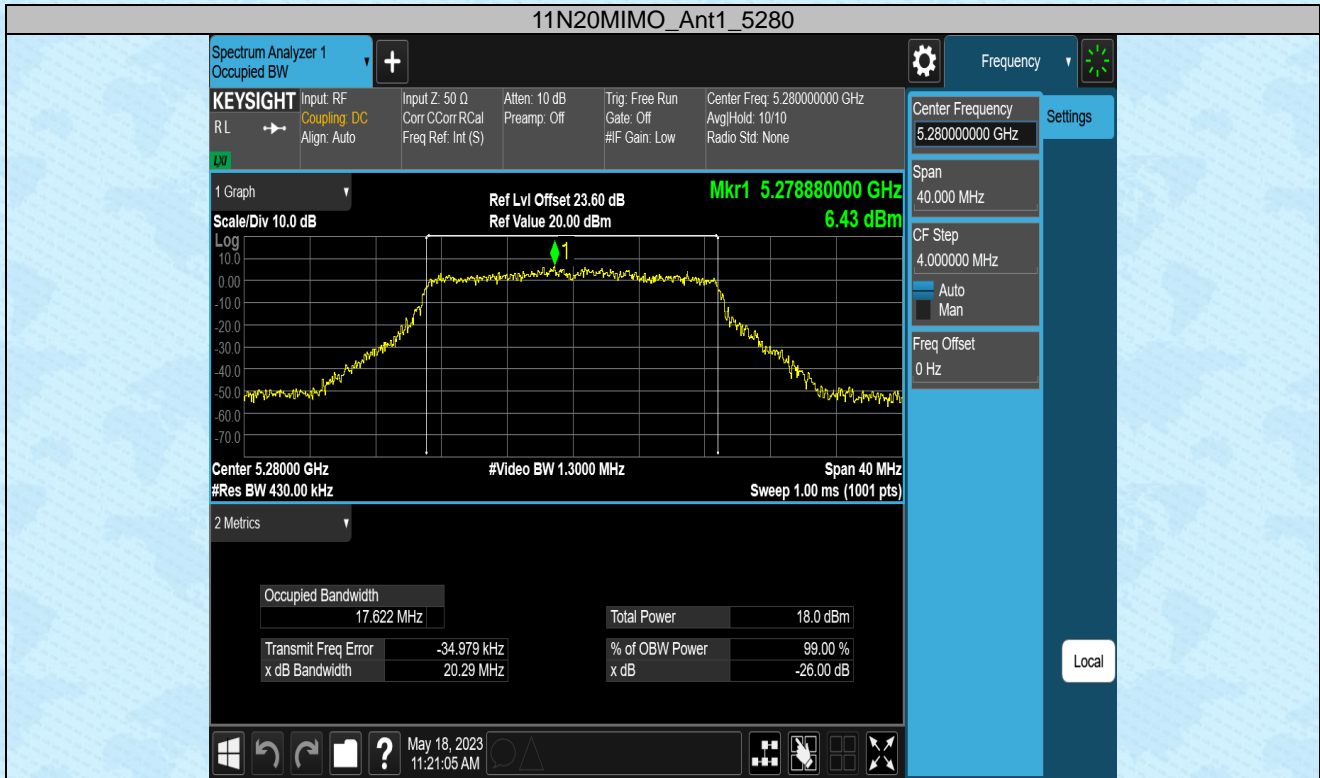 11N20MIMO_Ant1_5280
Spectrum Analyzer 1
Occupied BW
+
Frequency
KEYSIGHT
R L
LXI
Input: RF
Coupling: DC
Align: Auto
Input Z: 50 Ω
Corr CCorr RCal
Freq Ref: Int (S)
Atten: 10 dB
Preamp: Off
Trig: Free Run
Gate: Off
#IF Gain: Low
Center Freq: 5.280000000 GHz
Avg|Hold: 10/10
Radio Std: None
Center Frequency
5.280000000 GHz
Settings
Span
40.000 MHz
CF Step
4.000000 MHz
Auto
Man
Freq Offset
0 Hz
Local
1 Graph
Scale/Div 10.0 dB
Ref Lvl Offset 23.60 dB
Ref Value 20.00 dBm
Mkr1 5.278880000 GHz
6.43 dBm
Log
1
10.0
0.00
-10.0
-20.0
-30.0
-40.0
-50.0
-60.0
-70.0
Center 5.28000 GHz
#Video BW 1.3000 MHz
Span 40 MHz
#Res BW 430.00 kHz
Sweep 1.00 ms (1001 pts)
2 Metrics
Occupied Bandwidth
17.622 MHz
Total Power 18.0 dBm
Transmit Freq Error -34.979 kHz
% of OBW Power 99.00 %
x dB Bandwidth 20.29 MHz
x dB -26.00 dB
?
May 18, 2023
11:21:05 AM